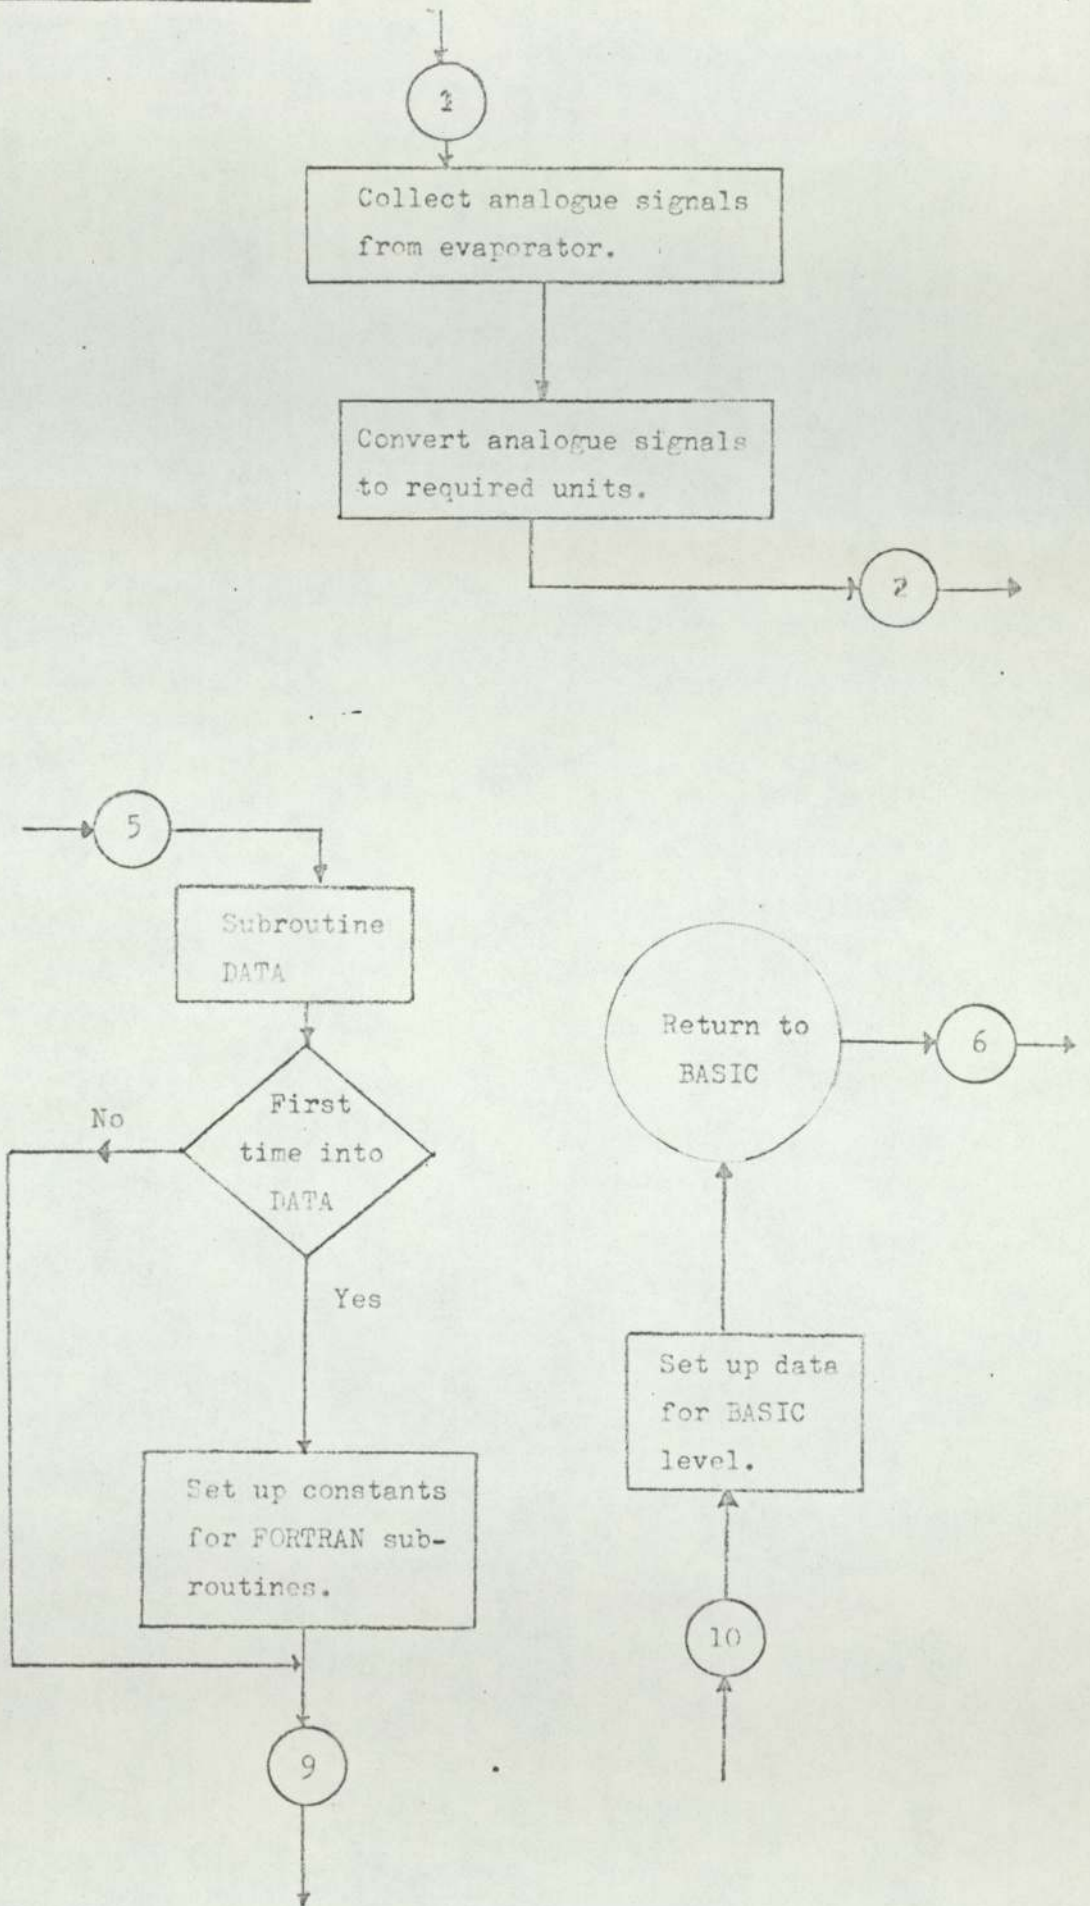 1
Collect analogue signals
from evaporator.
Convert analogue signals
to required units.
2
5
Subroutine
DATA
First
time into
DATA
No
Yes
Set up constants
for FORTRAN sub-
routines.
9
Return to
BASIC
6
Set up data
for BASIC
level.
10